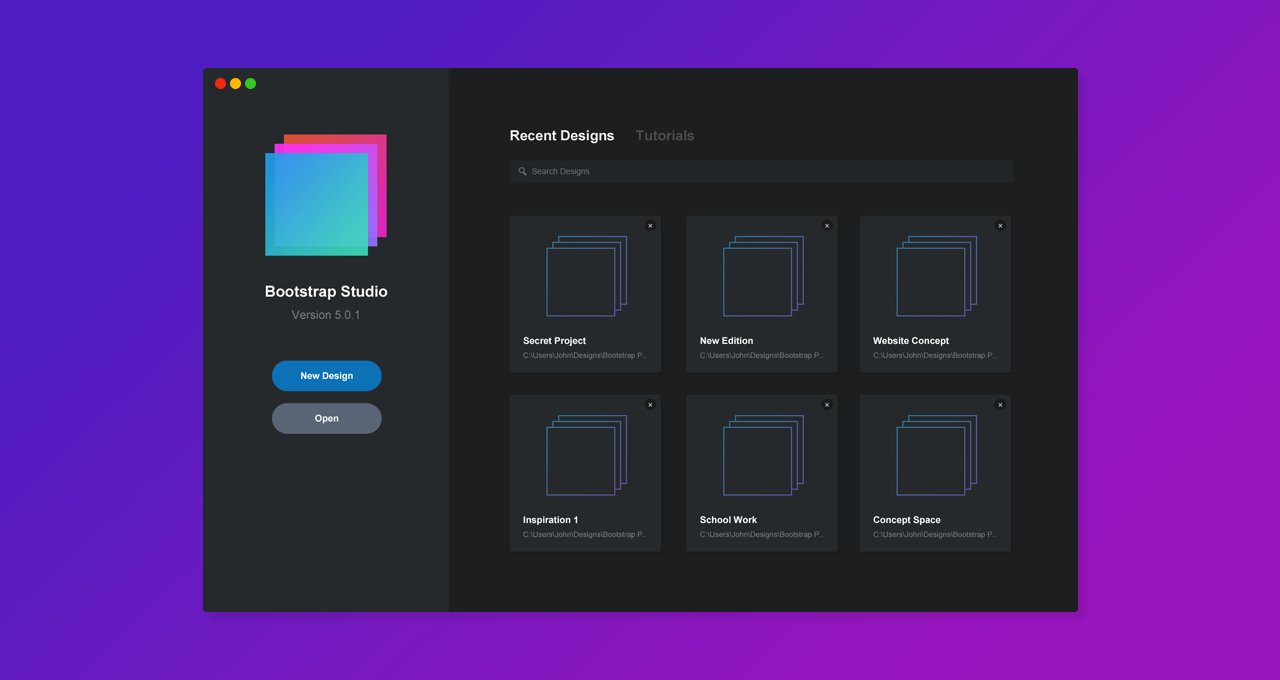 Bootstrap Studio
Version 5.0.1
New Design
Open
Recent Designs Tutorials
Search Designs
Secret Project
C:\Users\John\Designs\Bootstrap P..
New Edition
C:\Users\John\Designs\Bootstrap P..
Website Concept
C:\Users\John\Designs\Bootstrap P..
Inspiration 1
C:\Users\John\Designs\Bootstrap P..
School Work
C:\Users\John\Designs\Bootstrap P..
Concept Space
C:\Users\John\Designs\Bootstrap P..